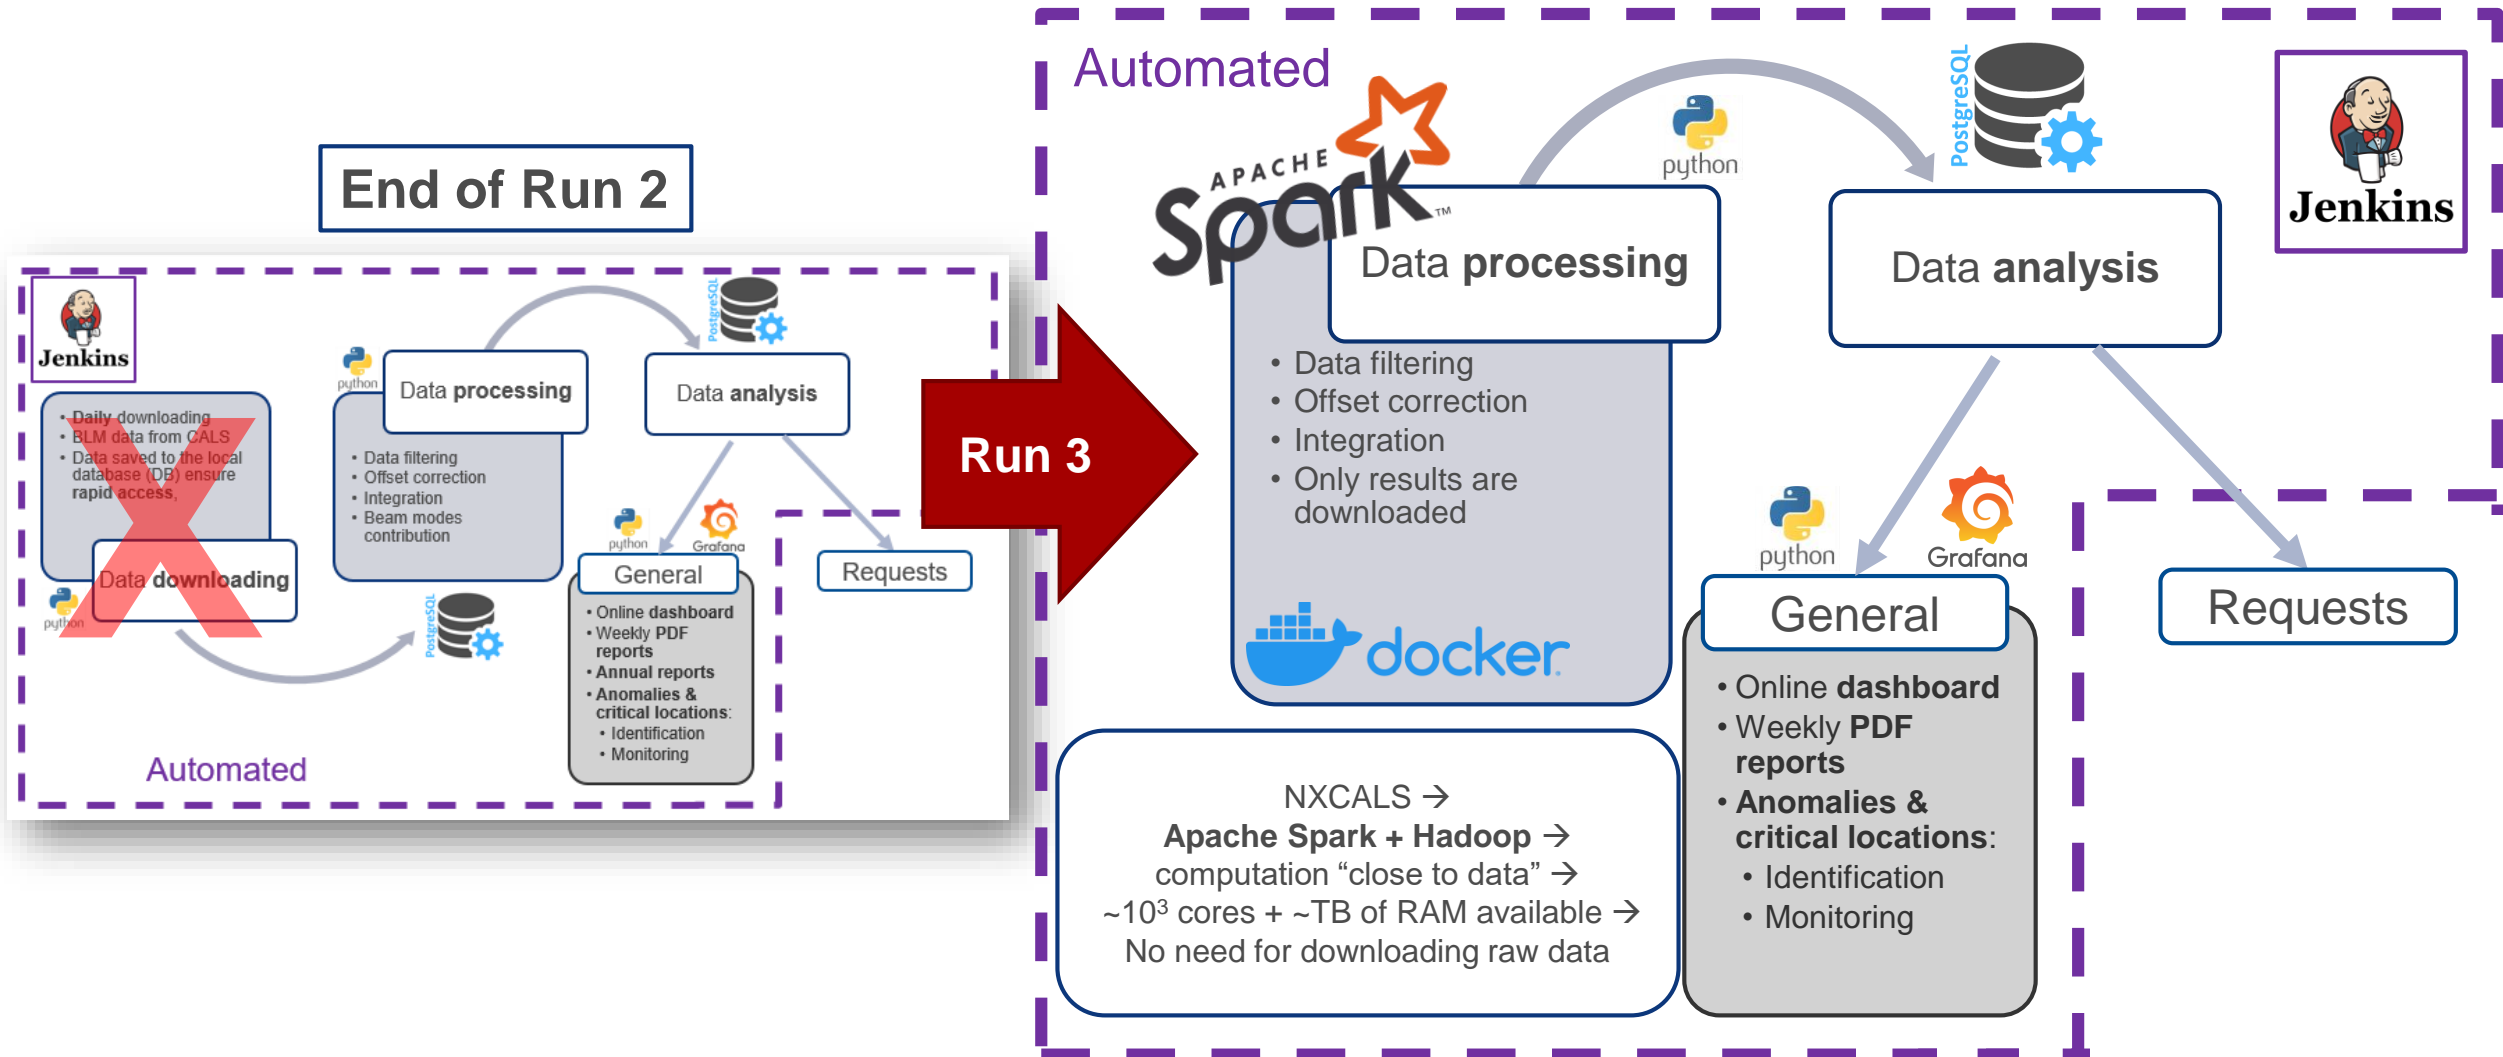 End of Run 2
Jenkins
• Daily downloading
• BLM data from CALS
• Data saved to the local
database (DB) ensure
rapid access,
Data downloading
python
PostgreSQL
python
Data processing
• Data filtering
• Offset correction
• Integration
• Beam modes
contribution
PostgreSQL
Data analysis
python
Grafana
General
• Online dashboard
• Weekly PDF
reports
• Annual reports
• Anomalies &
critical locations:
• Identification
• Monitoring
Requests
Automated
Run 3
Automated
APACHE
Spark™
Data processing
• Data filtering
• Offset correction
• Integration
• Only results are
downloaded
docker
python
PostgreSQL
Data analysis
Jenkins
python
Grafana
General
• Online dashboard
• Weekly PDF
reports
• Anomalies &
critical locations:
• Identification
• Monitoring
Requests
NXCALS →
Apache Spark + Hadoop →
computation “close to data” →
~10³ cores + ~TB of RAM available →
No need for downloading raw data